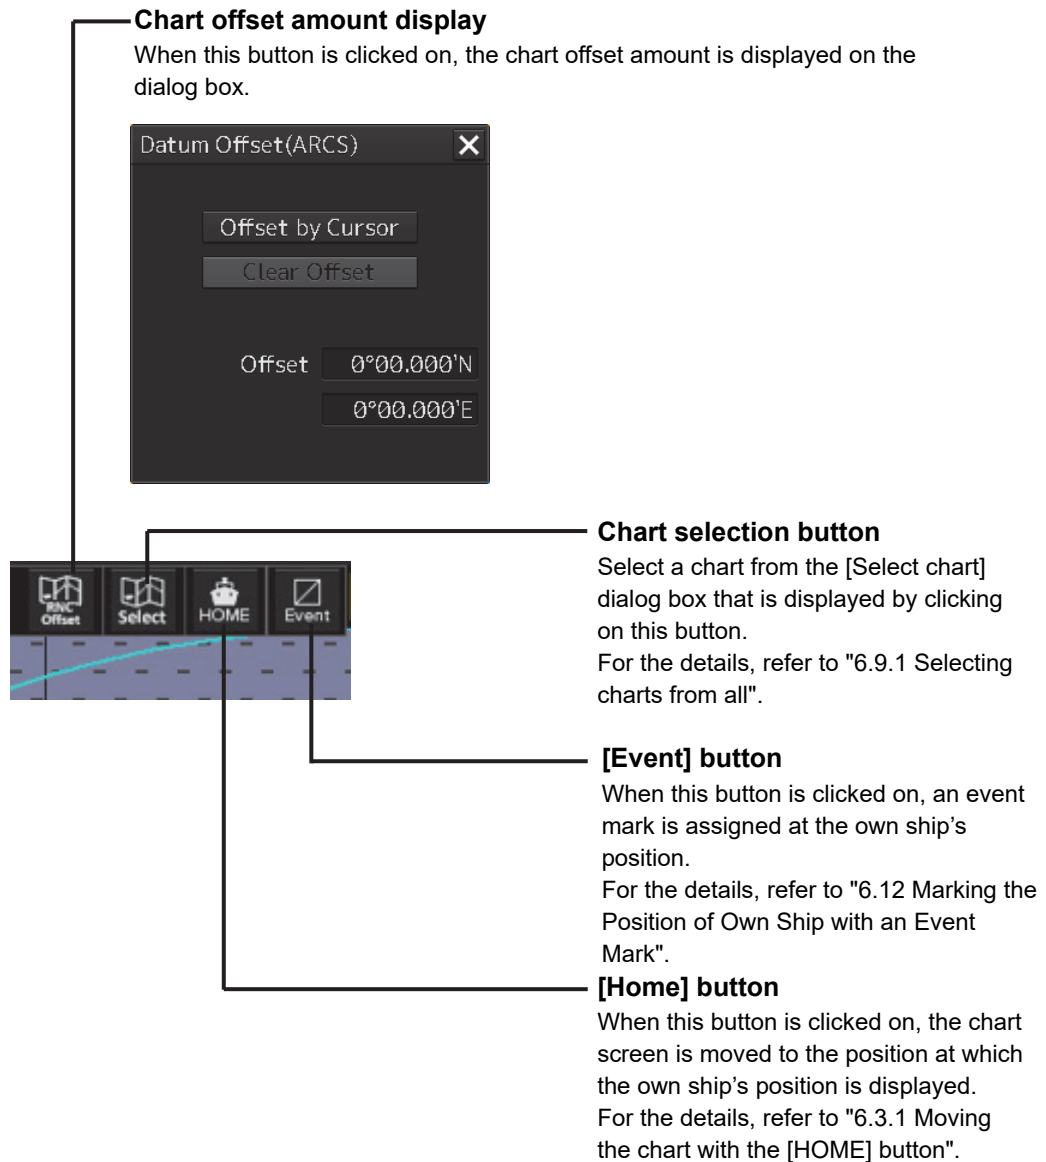 Chart offset amount display
When this button is clicked on, the chart offset amount is displayed on the
dialog box.
Datum Offset(ARCS)
Offset by Cursor
Clear Offset
Offset 0°00.000'N
0°00.000'E
RNC
Offset
Select
HOME
Event
Chart selection button
Select a chart from the [Select chart]
dialog box that is displayed by clicking
on this button.
For the details, refer to "6.9.1 Selecting
charts from all".
[Event] button
When this button is clicked on, an event
mark is assigned at the own ship's
position.
For the details, refer to "6.12 Marking the
Position of Own Ship with an Event
Mark".
[Home] button
When this button is clicked on, the chart
screen is moved to the position at which
the own ship's position is displayed.
For the details, refer to "6.3.1 Moving
the chart with the [HOME] button".